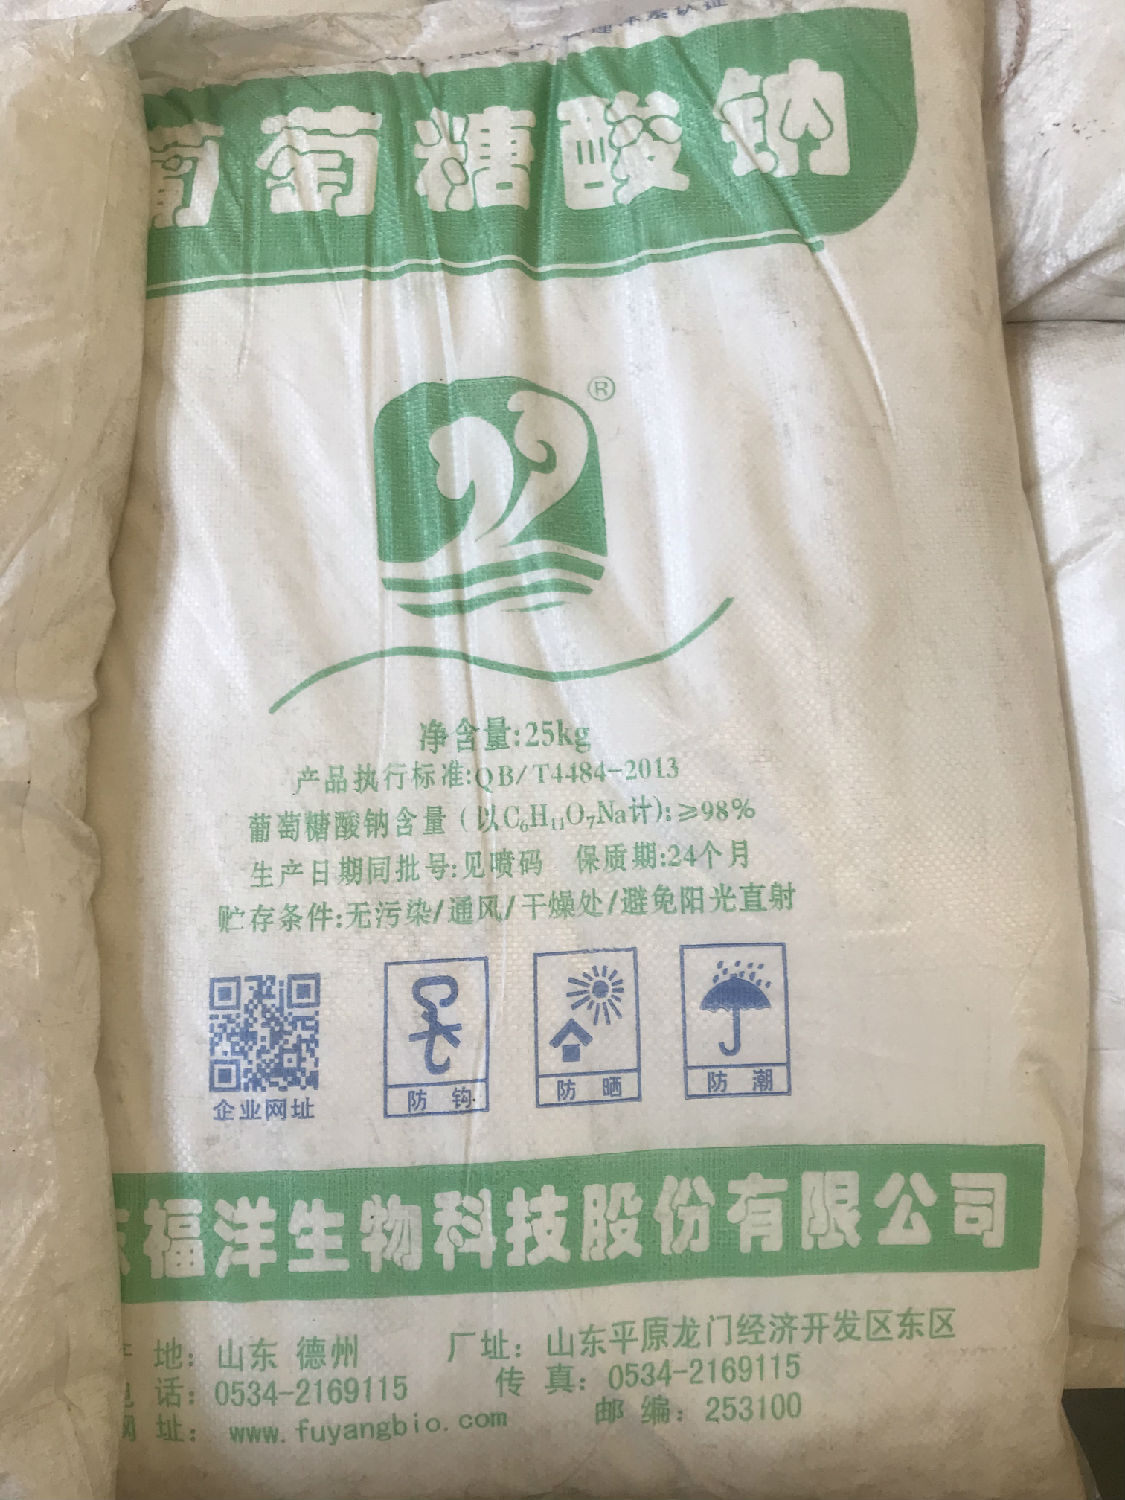 葡萄糖酸钠
®
净含量:25kg
产品执行标准:QB/T4484-2013
葡萄糖酸钠含量(以C₆H₁₁O₇Na计):≥98%
生产日期同批号:见喷码 保质期:24个月
贮存条件:无污染/通风/干燥处/避免阳光直射
企业网址
防钩
防晒
防潮
福洋生物科技股份有限公司
地:山东 德州 厂址:山东平原龙门经济开发区东区
话:0534-2169115 传真:0534-2169115
网址:www.fuyangbio.com 邮编:253100